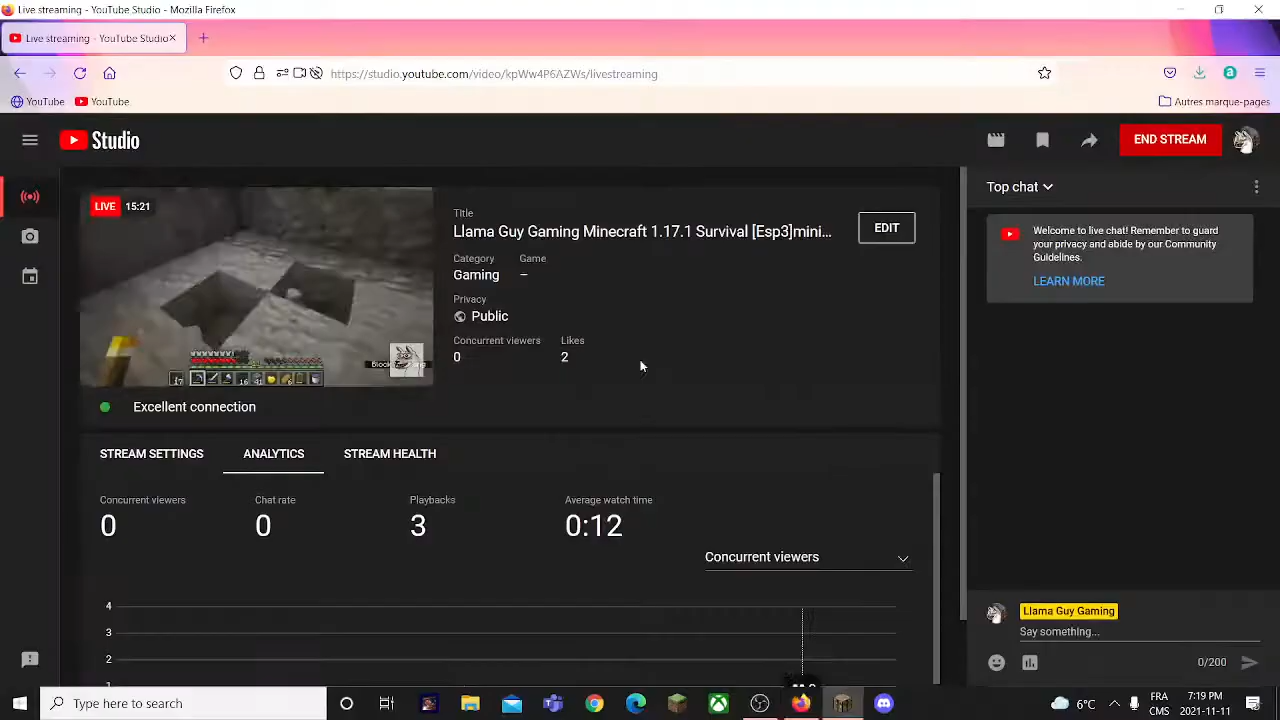 Live streaming - YouTube Studio - Mozilla Firefox
Live streaming - YouTube Studio
https://studio.youtube.com/video/kpWw4P6AZWs/livestreaming
YouTube
YouTube
Autres marque-pages
Studio
END STREAM
LIVE 15:21
Title
Llama Guy Gaming Minecraft 1.17.1 Survival [Esp3]mini...
EDIT
Category Game
Gaming –
Privacy
Public
Concurrent viewers Likes
0 2
Excellent connection
Top chat
Welcome to live chat! Remember to guard
your privacy and abide by our Community
Guidelines.
LEARN MORE
STREAM SETTINGS ANALYTICS STREAM HEALTH
Concurrent viewers Chat rate Playbacks Average watch time
0 0 3 0:12
Concurrent viewers
4
3
2
1
Llama Guy Gaming
Say something...
0/200
Type here to search
6°C
FRA
CMS
7:19 PM
2021-11-11